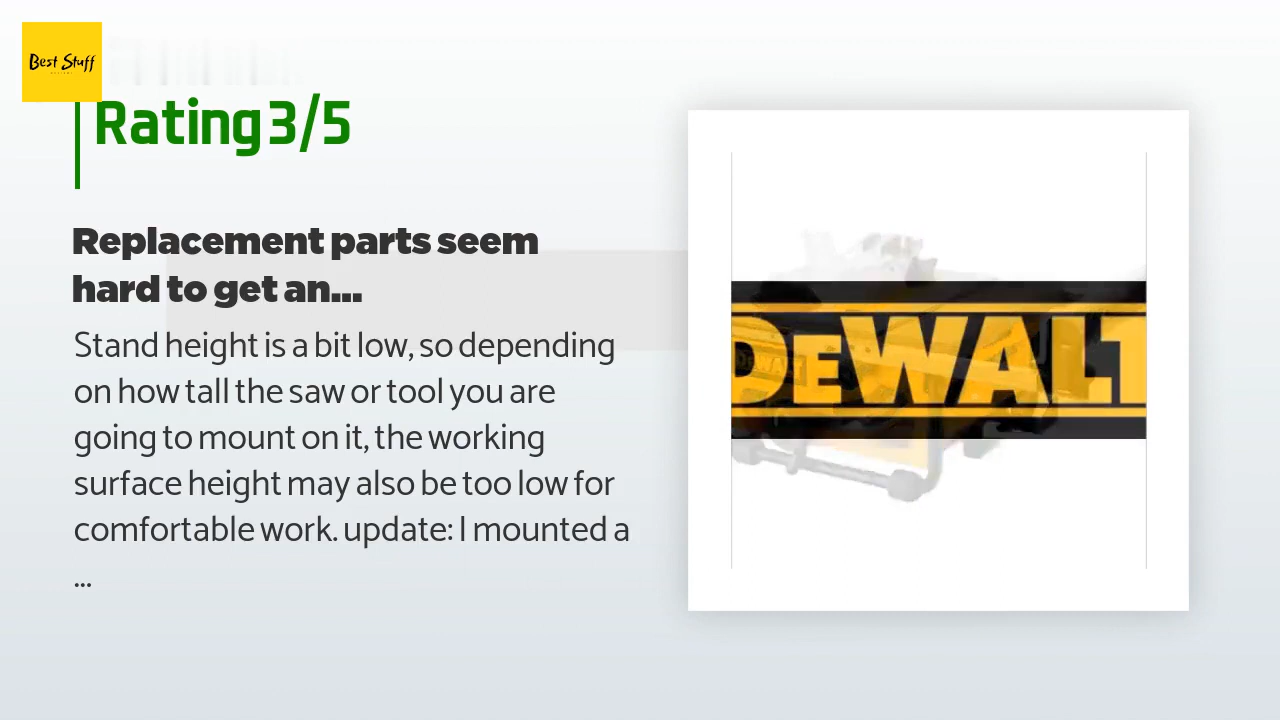 Best Stuff
Rating 3/5
Replacement parts seem
hard to get an...
Stand height is a bit low, so depending
on how tall the saw or tool you are
going to mount on it, the working
surface height may also be too low for
comfortable work. update: I mounted a
...
DEWALT